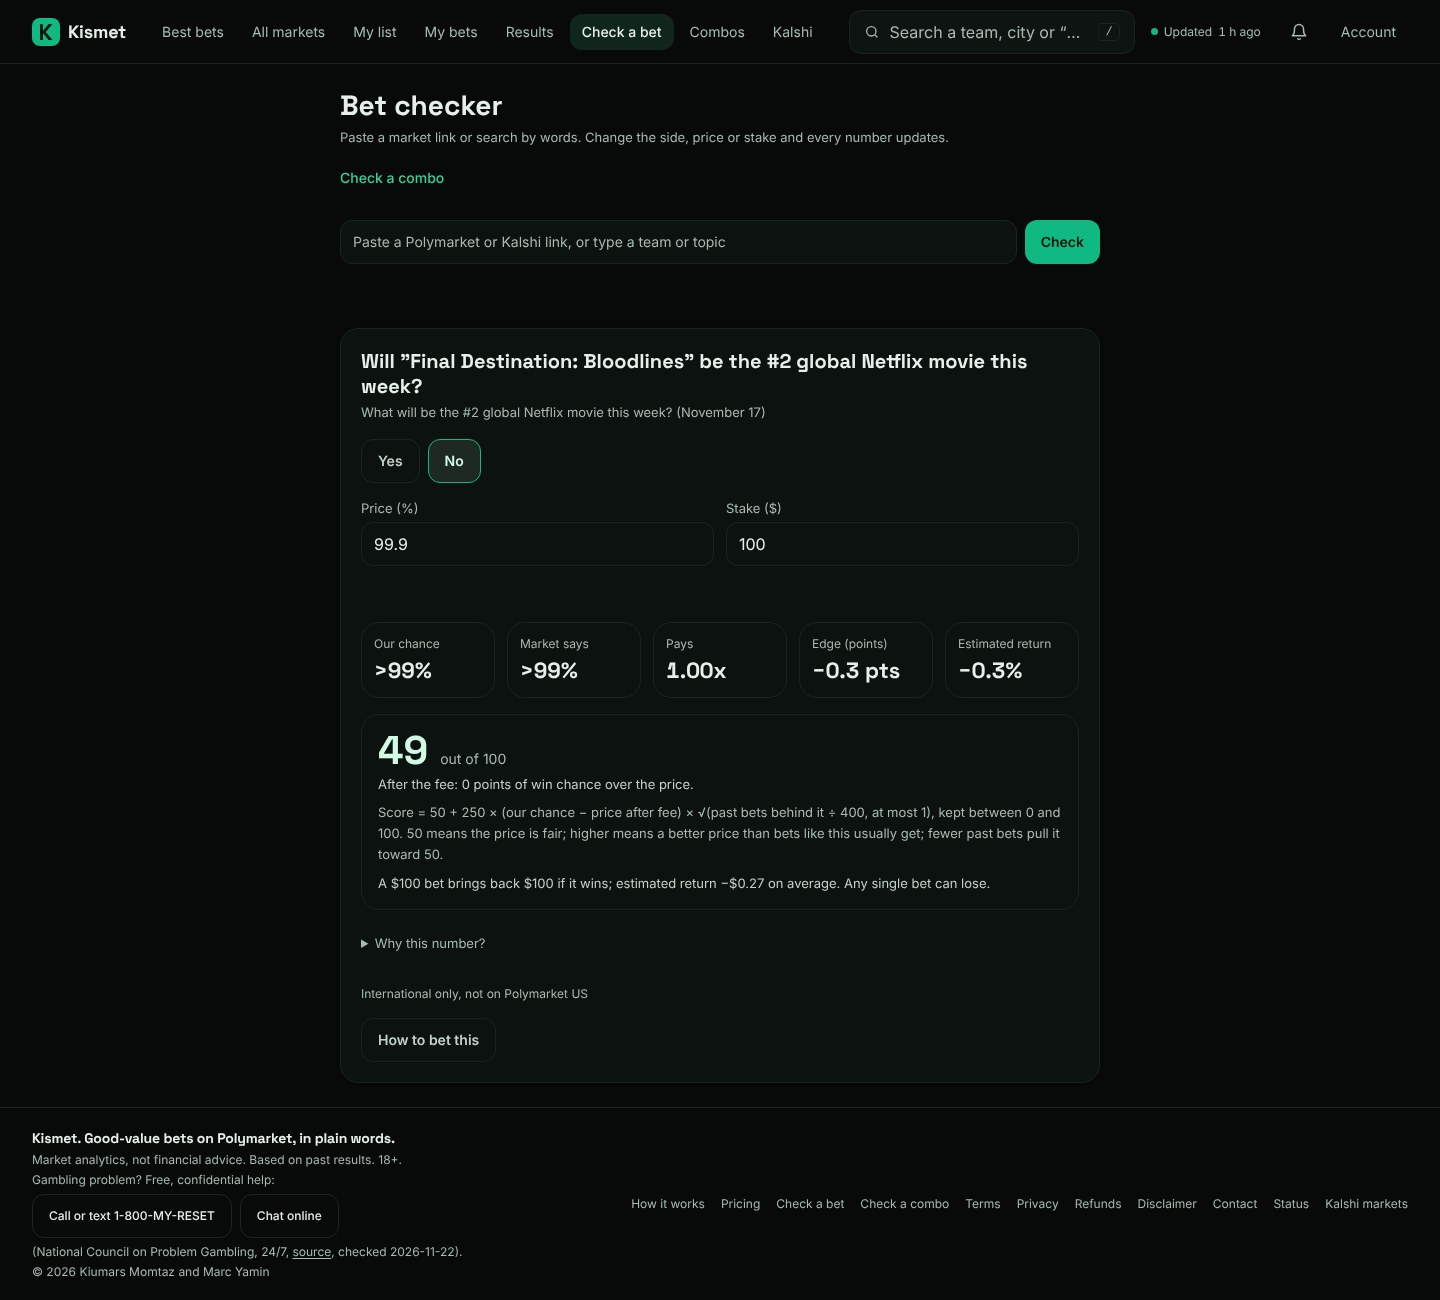 K Kismet
Best bets
All markets
My list
My bets
Results
Check a bet
Combos
Kalshi
Search a team, city or “...
/
Updated 1 h ago
Account
Bet checker
Paste a market link or search by words. Change the side, price or stake and every number updates.
Check a combo
Paste a Polymarket or Kalshi link, or type a team or topic
Check
Will ”Final Destination: Bloodlines” be the #2 global Netflix movie this
week?
What will be the #2 global Netflix movie this week? (November 17)
Yes
No
Price (%)
Stake ($)
99.9
100
Our chance
>99%
Market says
>99%
Pays
1.00x
Edge (points)
−0.3 pts
Estimated return
−0.3%
49 out of 100
After the fee: 0 points of win chance over the price.
Score = 50 + 250 × (our chance − price after fee) × √(past bets behind it ÷ 400, at most 1), kept between 0 and
100. 50 means the price is fair; higher means a better price than bets like this usually get; fewer past bets pull it
toward 50.
A $100 bet brings back $100 if it wins; estimated return −$0.27 on average. Any single bet can lose.
Why this number?
International only, not on Polymarket US
How to bet this
Kismet. Good-value bets on Polymarket, in plain words.
Market analytics, not financial advice. Based on past results. 18+.
Gambling problem? Free, confidential help:
Call or text 1-800-MY-RESET
Chat online
(National Council on Problem Gambling, 24/7, source, checked 2026-11-22).
© 2026 Kiumars Momtaz and Marc Yamin
How it works
Pricing
Check a bet
Check a combo
Terms
Privacy
Refunds
Disclaimer
Contact
Status
Kalshi markets